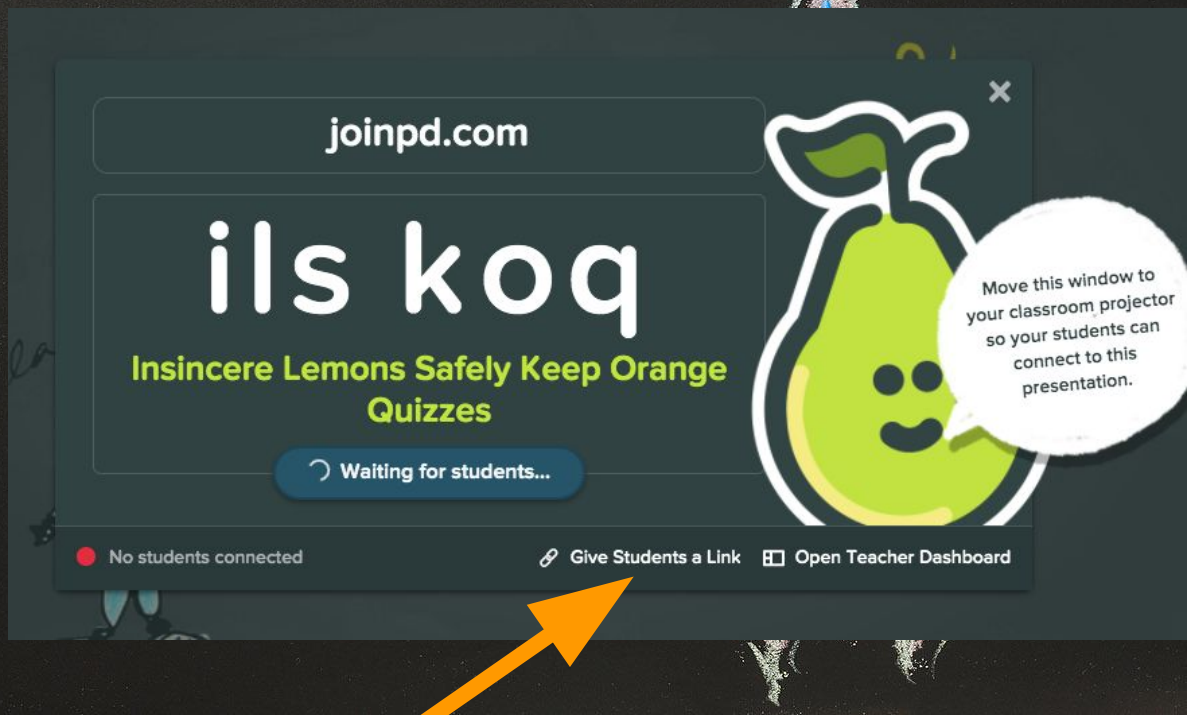 joinpd.com
ils koq
Insincere Lemons Safely Keep Orange
Quizzes
Waiting for students...
Move this window to
your classroom projector
so your students can
connect to this
presentation.
No students connected
Give Students a Link
Open Teacher Dashboard